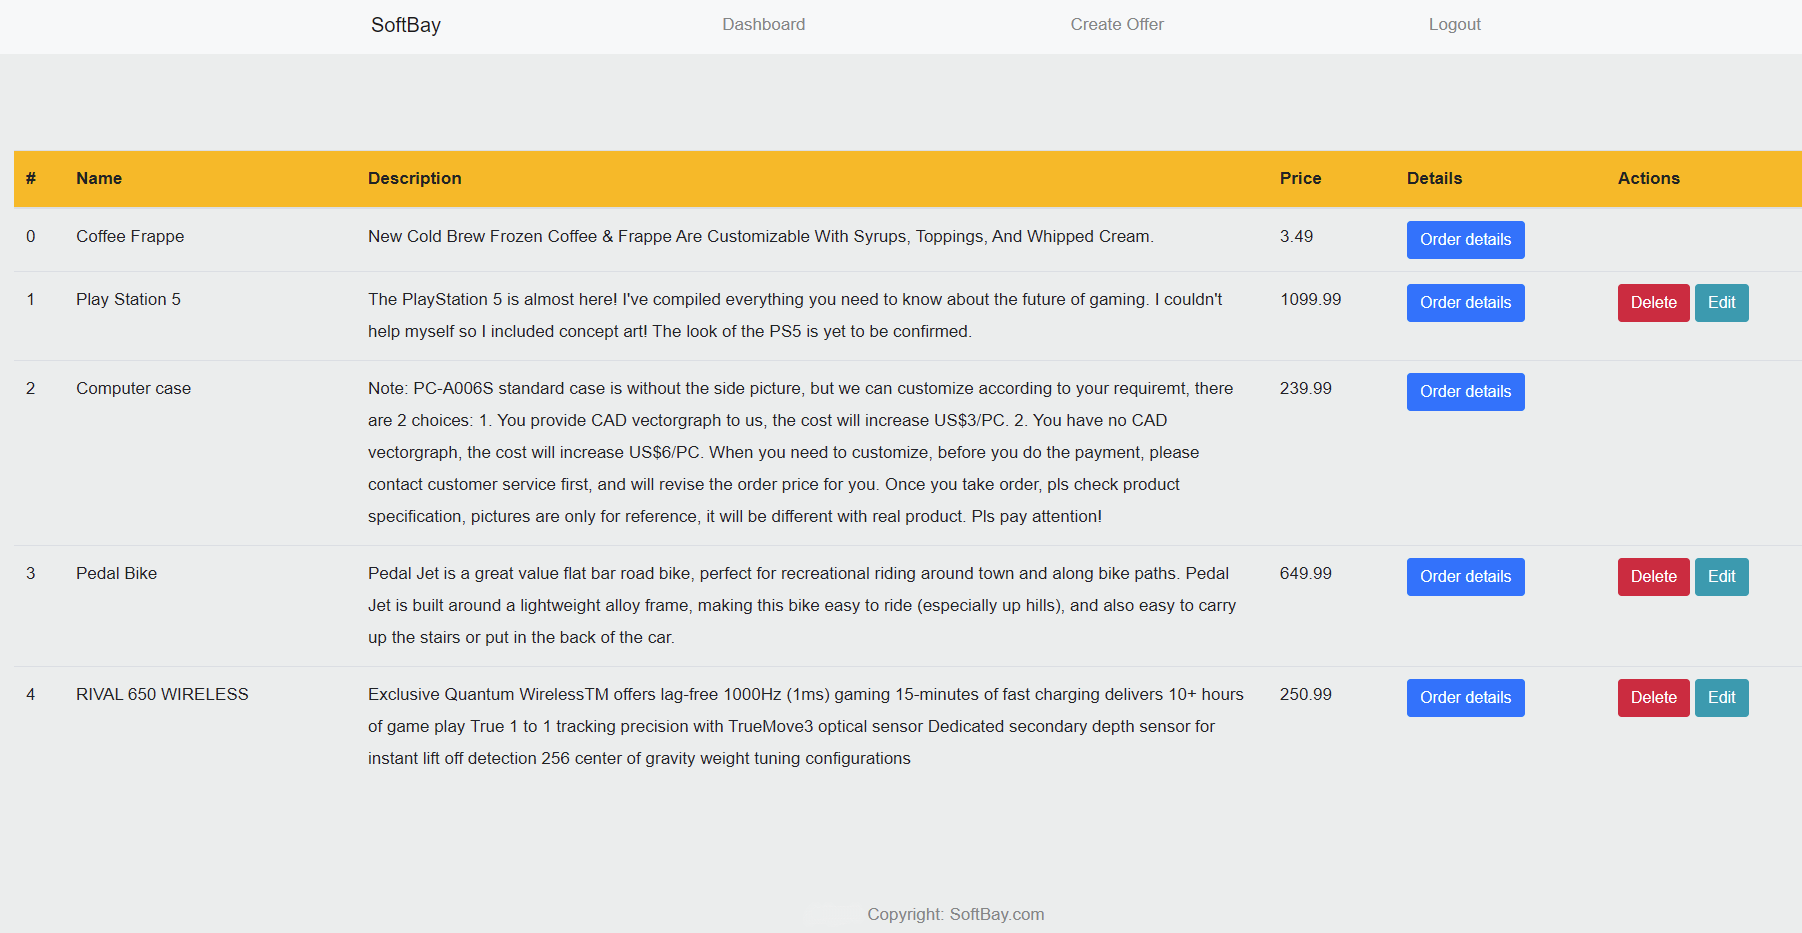 SoftBay Dashboard Create Offer Logout
# Name Description Price Details Actions
0 Coffee Frappe New Cold Brew Frozen Coffee & Frappe Are Customizable With Syrups, Toppings, And Whipped Cream. 3.49 Order details
1 Play Station 5 The PlayStation 5 is almost here! I've compiled everything you need to know about the future of gaming. I couldn't 1099.99 Order details Delete Edit
help myself so I included concept art! The look of the PS5 is yet to be confirmed.
2 Computer case Note: PC-A006S standard case is without the side picture, but we can customize according to your requiremt, there 239.99 Order details
are 2 choices: 1. You provide CAD vectorgraph to us, the cost will increase US$3/PC. 2. You have no CAD
vectorgraph, the cost will increase US$6/PC. When you need to customize, before you do the payment, please
contact customer service first, and will revise the order price for you. Once you take order, pls check product
specification, pictures are only for reference, it will be different with real product. Pls pay attention!
3 Pedal Bike Pedal Jet is a great value flat bar road bike, perfect for recreational riding around town and along bike paths. Pedal 649.99 Order details Delete Edit
Jet is built around a lightweight alloy frame, making this bike easy to ride (especially up hills), and also easy to carry
up the stairs or put in the back of the car.
4 RIVAL 650 WIRELESS Exclusive Quantum WirelessTM offers lag-free 1000Hz (1ms) gaming 15-minutes of fast charging delivers 10+ hours 250.99 Order details Delete Edit
of game play True 1 to 1 tracking precision with TrueMove3 optical sensor Dedicated secondary depth sensor for
instant lift off detection 256 center of gravity weight tuning configurations
Copyright: SoftBay.com